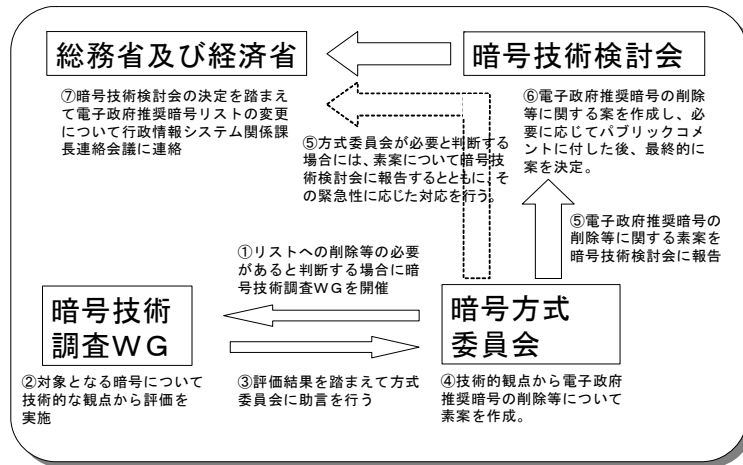 総務省及び経済省
暗号技術検討会
⑦暗号技術検討会の決定を踏まえ
て電子政府推奨暗号リストの変更
について行政情報システム関係課
長連絡会議に連絡
⑥電子政府推奨暗号の削除
等に関する案を作成し、必
要に応じてパブリックコメ
ントに付した後、最終的に
案を決定。
⑤方式委員会が必要と判断する
場合には、素案について暗号技
術検討会に報告するとともに、そ
の緊急性に応じた対応を行う。
⑤電子政府推奨暗号の
削除等に関する素案を
暗号技術検討会に報告
①リストへの削除等の必要
があると判断する場合に暗
号技術調査WGを開催
暗号技術
調査WG
暗号方式
委員会
②対象となる暗号について
技術的な観点から評価を
実施
③評価結果を踏まえて方式
委員会に助言を行う
④技術的観点から電子政府
推奨暗号の削除等について
素案を作成。